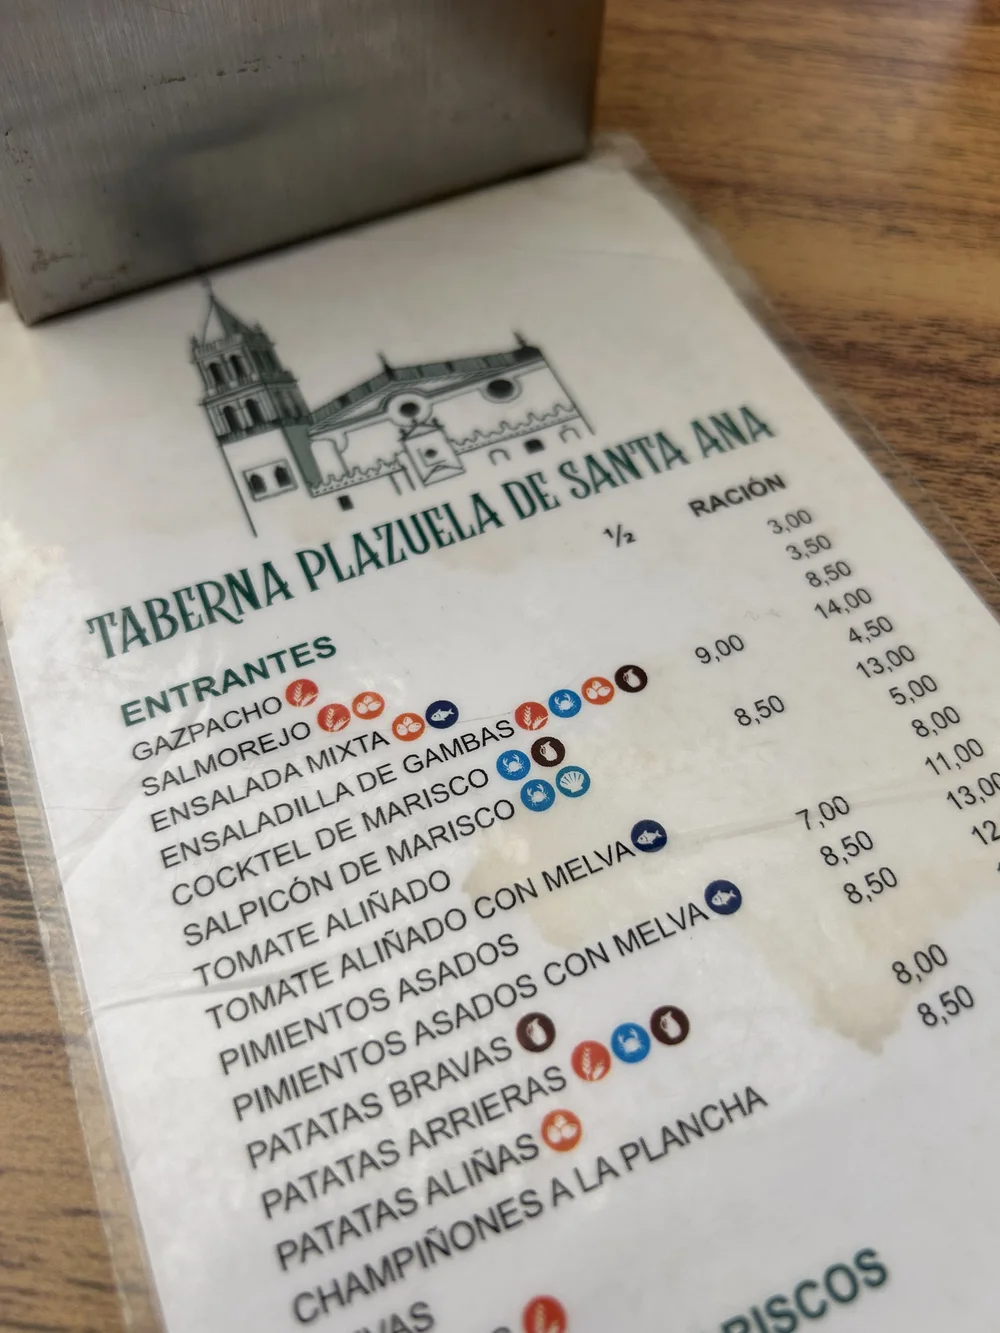 TABERNA PLAZUELA DE SANTA ANA
½ RACIÓN
ENTRANTES
GAZPACHO 3,00
SALMOREJO 3,50
ENSALADA MIXTA 8,50
ENSALADILLA DE GAMBAS 9,00 14,00
COCKTEL DE MARISCO 4,50
SALPICÓN DE MARISCO 8,50 13,00
TOMATE ALIÑADO 5,00
TOMATE ALIÑADO CON MELVA 8,00
PIMIENTOS ASADOS 7,00 11,00
PIMIENTOS ASADOS CON MELVA 8,50 13,00
PATATAS BRAVAS 8,50 12
PATATAS ARRIERAS
PATATAS ALIÑAS 8,00
CHAMPIÑONES A LA PLANCHA 8,50